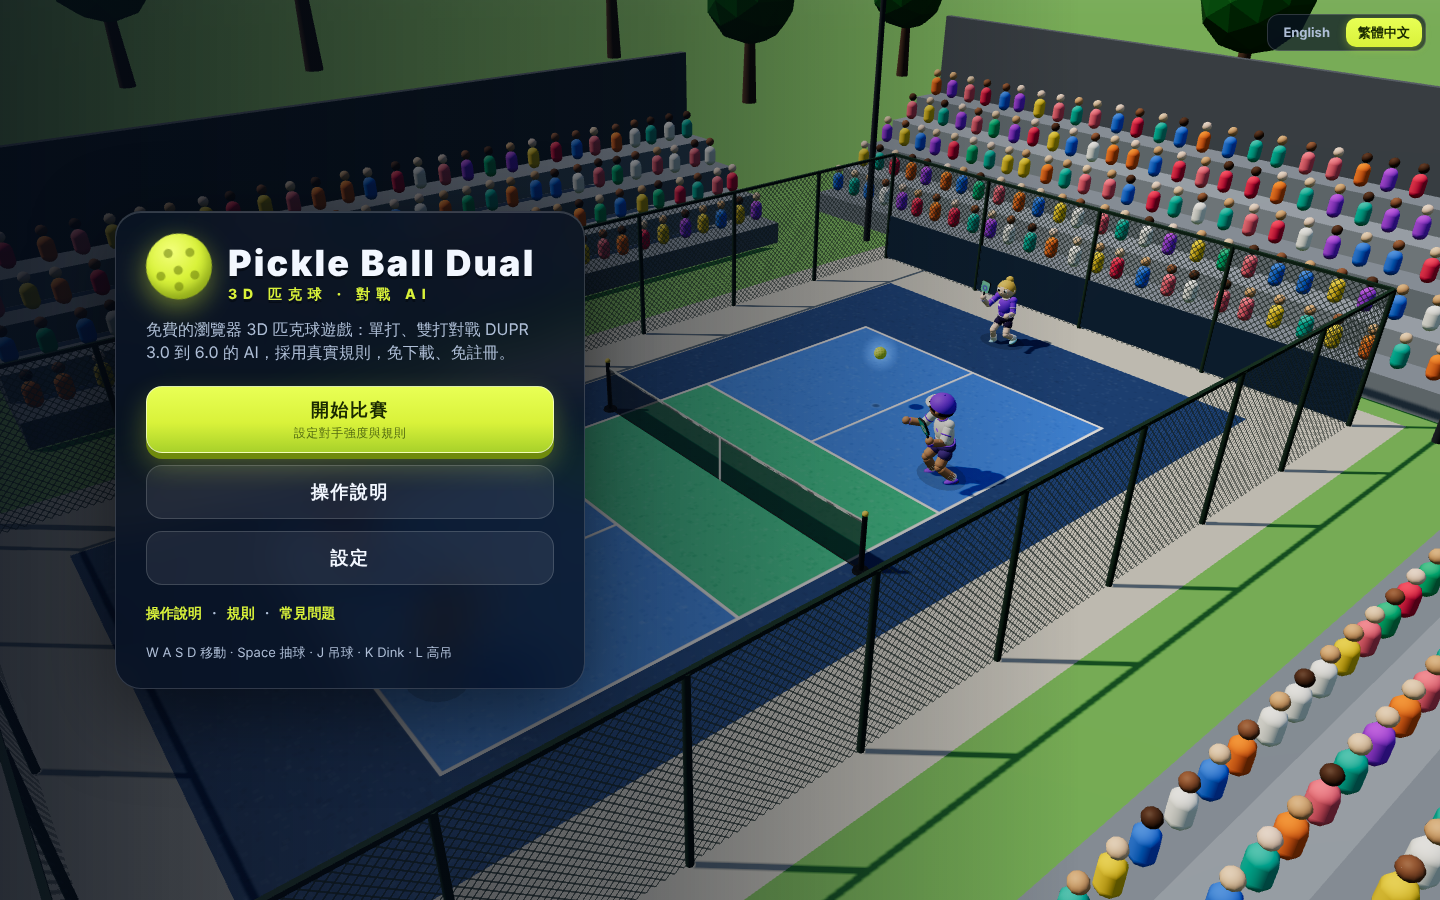 English 繁體中文
Pickle Ball Dual
3D 匹克球 · 對戰 AI
免費的瀏覽器 3D 匹克球遊戲：單打、雙打對戰 DUPR
3.0 到 6.0 的 AI，採用真實規則，免下載、免註冊。
開始比賽
設定對手強度與規則
操作說明
設定
操作說明 · 規則 · 常見問題
W A S D 移動 · Space 抽球 · J 吊球 · K Dink · L 高吊